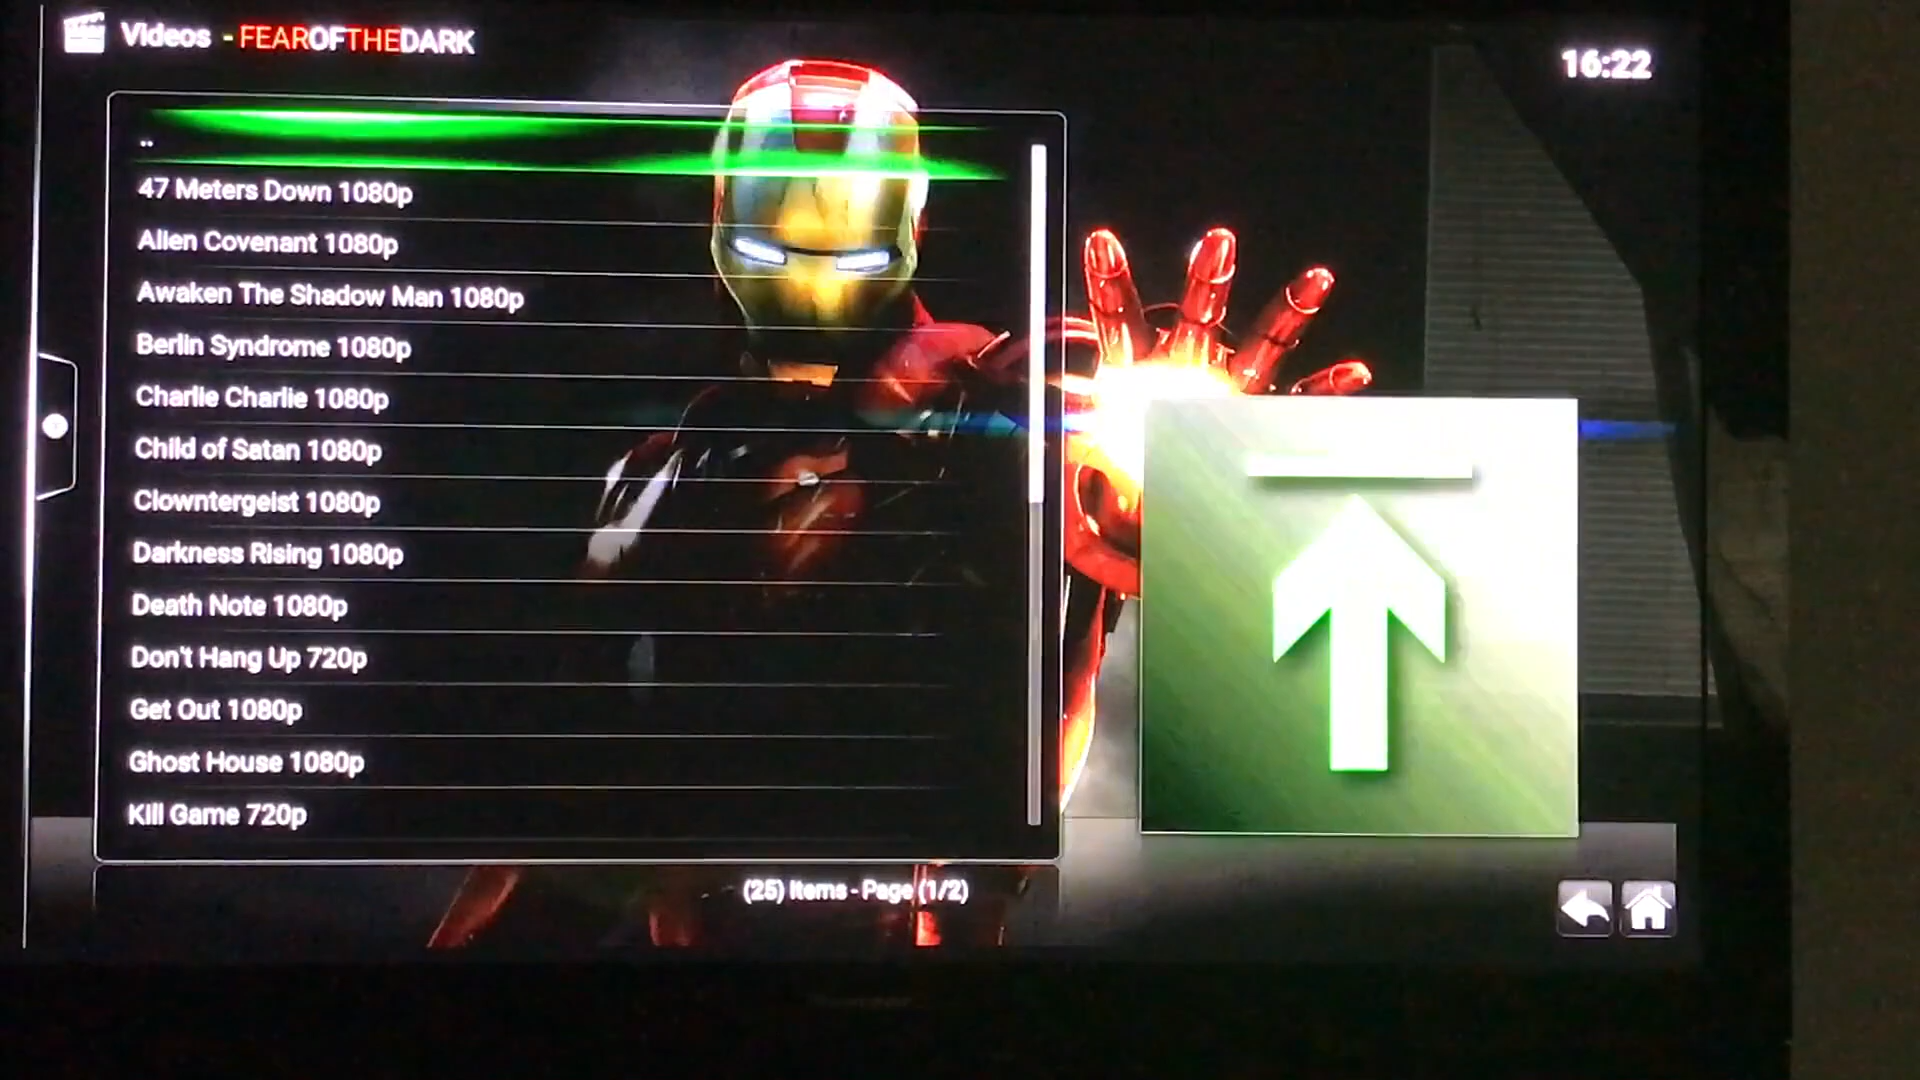 Videos - FEAROFTHEDARK
16:22
..
47 Meters Down 1080p
Alien Covenant 1080p
Awaken The Shadow Man 1080p
Berlin Syndrome 1080p
Charlie Charlie 1080p
Child of Satan 1080p
Clowntergeist 1080p
Darkness Rising 1080p
Death Note 1080p
Don't Hang Up 720p
Get Out 1080p
Ghost House 1080p
Kill Game 720p
(25) Items - Page (1/2)